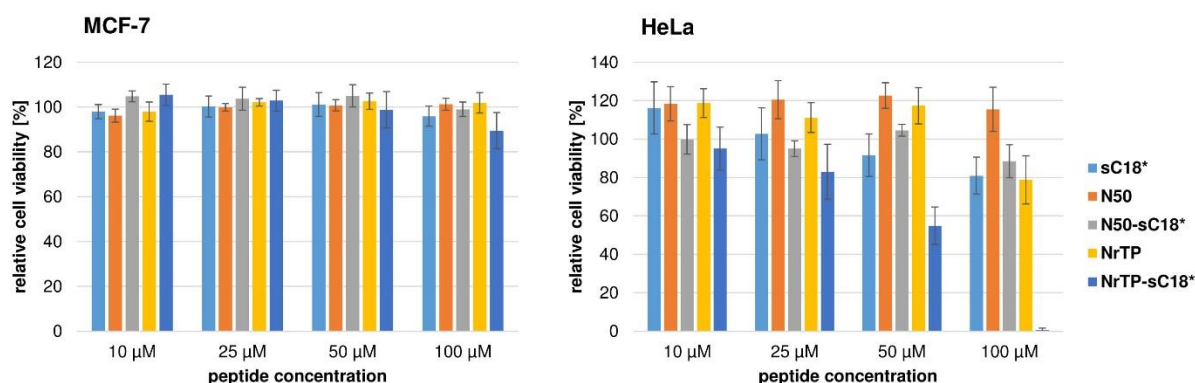 MCF-7
relative cell viability [%]
120
100
80
60
40
20
0
10 µM 25 µM 50 µM 100 µM
peptide concentration
HeLa
relative cell viability [%]
140
120
100
80
60
40
20
0
10 µM 25 µM 50 µM 100 µM
peptide concentration
sC18*
N50
N50-sC18*
NrTP
NrTP-sC18*